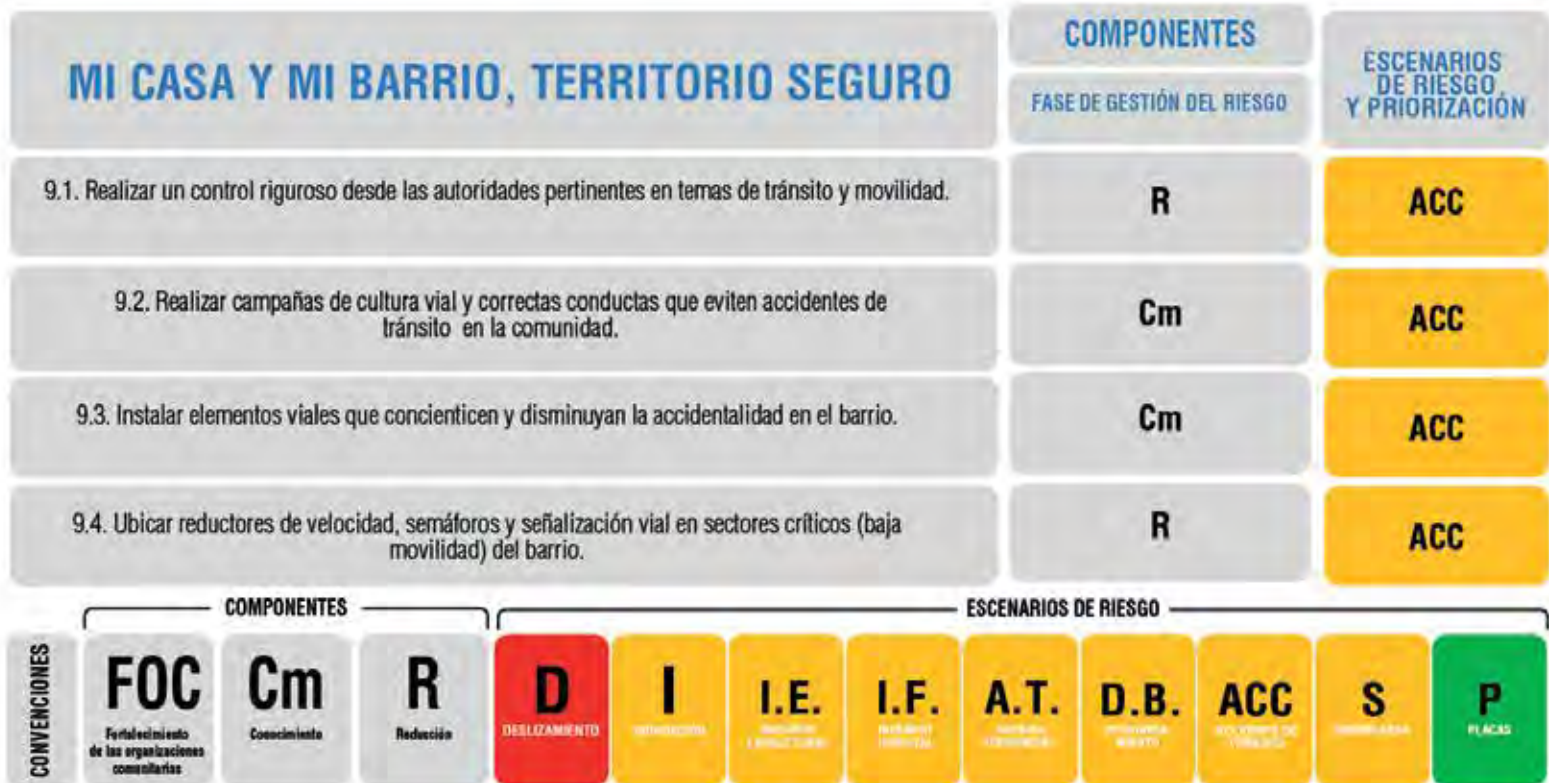 MI CASA Y MI BARRIO, TERRITORIO SEGURO
COMPONENTES
FASE DE GESTIÓN DEL RIESGO
ESCENARIOS
DE RIESGO
Y PRIORIZACIÓN
9.1. Realizar un control riguroso desde las autoridades pertinentes en temas de tránsito y movilidad.
R
ACC
9.2. Realizar campañas de cultura vial y correctas conductas que eviten accidentes de
tránsito en la comunidad.
Cm
ACC
9.3. Instalar elementos viales que concienticen y disminuyan la accidentalidad en el barrio.
Cm
ACC
9.4. Ubicar reductores de velocidad, semáforos y señalización vial en sectores críticos (baja
movilidad) del barrio.
R
ACC
CONVENCIONES
COMPONENTES
FOC
Fortalecimiento
de las organizaciones
comunitarias
Cm
Conocimiento
R
Reducción
ESCENARIOS DE RIESGO
D
DESLIZAMIENTO
I
I.E.
I.F.
A.T.
D.B.
ACC
S
P
PLACAS